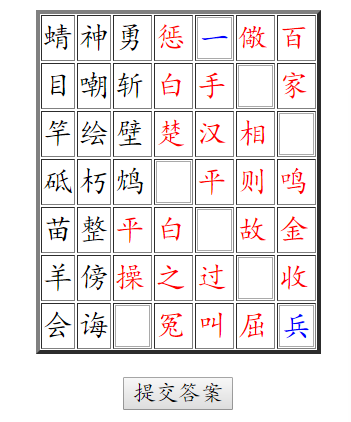 蜻神勇惩一做百
目嘲斩白手家
竿绘壁楚汉相
砥朽鸩平则鸣
苗整平白故金
羊傍操之过收
会诲冤叫屈兵
提交答案